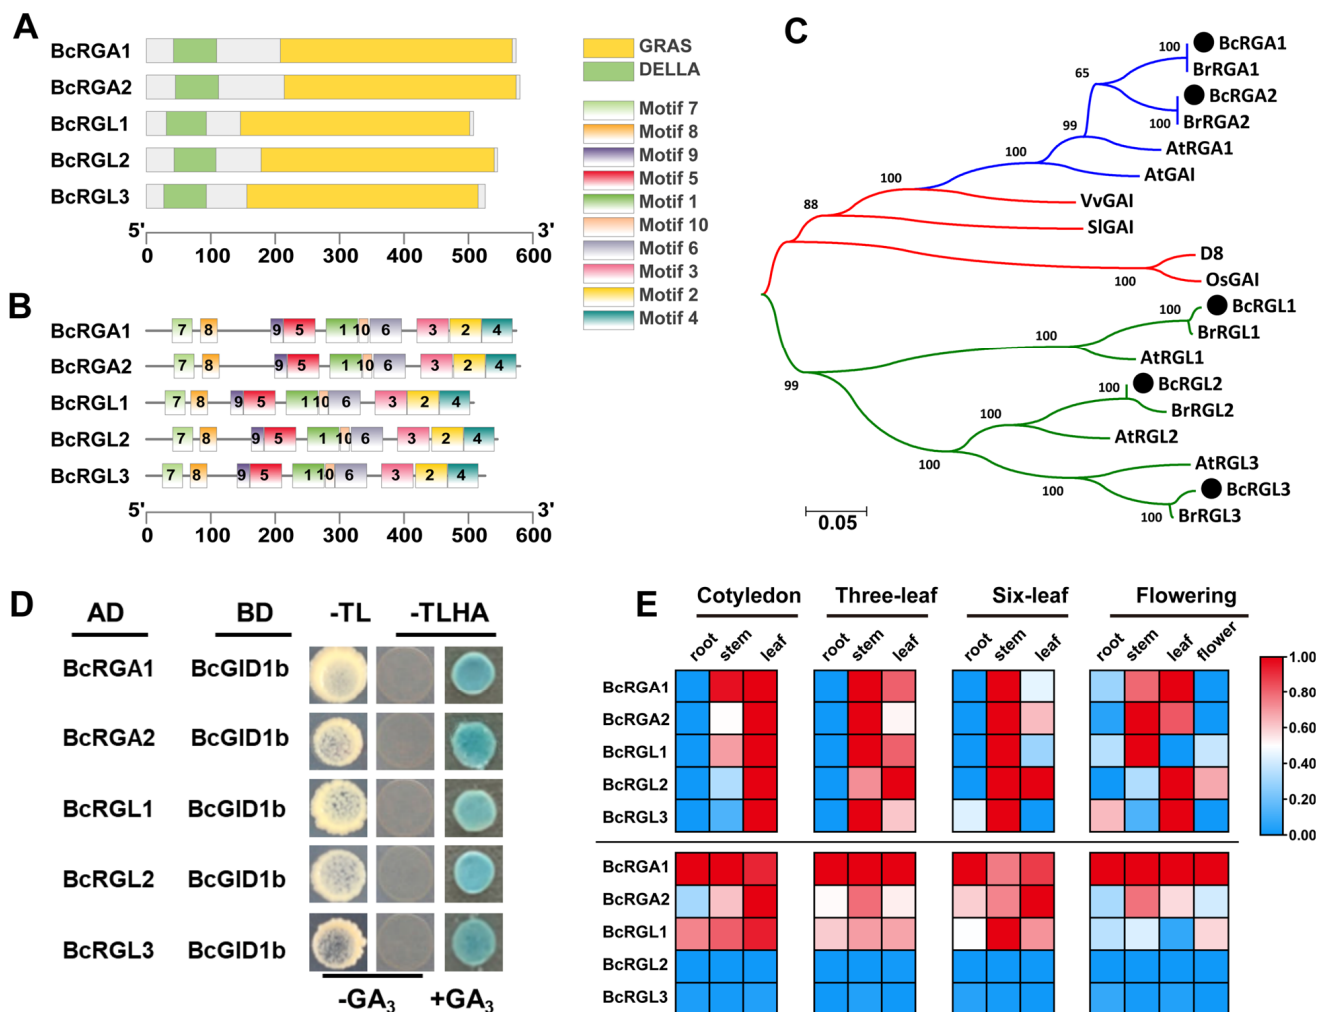 A
BcRGA1
BcRGA2
BcRGL1
BcRGL2
BcRGL3
5' 3'
0 100 200 300 400 500 600
GRAS
DELLA
Motif 7
Motif 8
Motif 9
Motif 5
Motif 1
Motif 10
Motif 6
Motif 3
Motif 2
Motif 4
B
BcRGA1 7 8 9 5 1 10 6 3 2 4
BcRGA2 7 8 9 5 1 10 6 3 2 4
BcRGL1 7 8 9 5 1 10 6 3 2 4
BcRGL2 7 8 9 5 1 10 6 3 2 4
BcRGL3 7 8 9 5 1 10 6 3 2 4
5' 3'
0 100 200 300 400 500 600
C
100 BcRGA1
BrRGA1
65
BcRGA2
100 BrRGA2
99
AtRGA1
100
AtGAI
100
VvGAI
88
SlGAI
D8
OsGAI
100
BcRGL1
100
BrRGL1
100
AtRGL1
99
BcRGL2
100
BrRGL2
100
AtRGL2
100
AtRGL3
100
BcRGL3
100 BrRGL3
0.05
D
AD BD -TL -TLHA
BcRGA1 BcGID1b
BcRGA2 BcGID1b
BcRGL1 BcGID1b
BcRGL2 BcGID1b
BcRGL3 BcGID1b
-GA3 +GA3
E
Cotyledon Three-leaf Six-leaf Flowering
root stem leaf root stem leaf root stem leaf root stem leaf flower
BcRGA1
BcRGA2
BcRGL1
BcRGL2
BcRGL3
BcRGA1
BcRGA2
BcRGL1
BcRGL2
BcRGL3
1.00
0.80
0.60
0.40
0.20
0.00